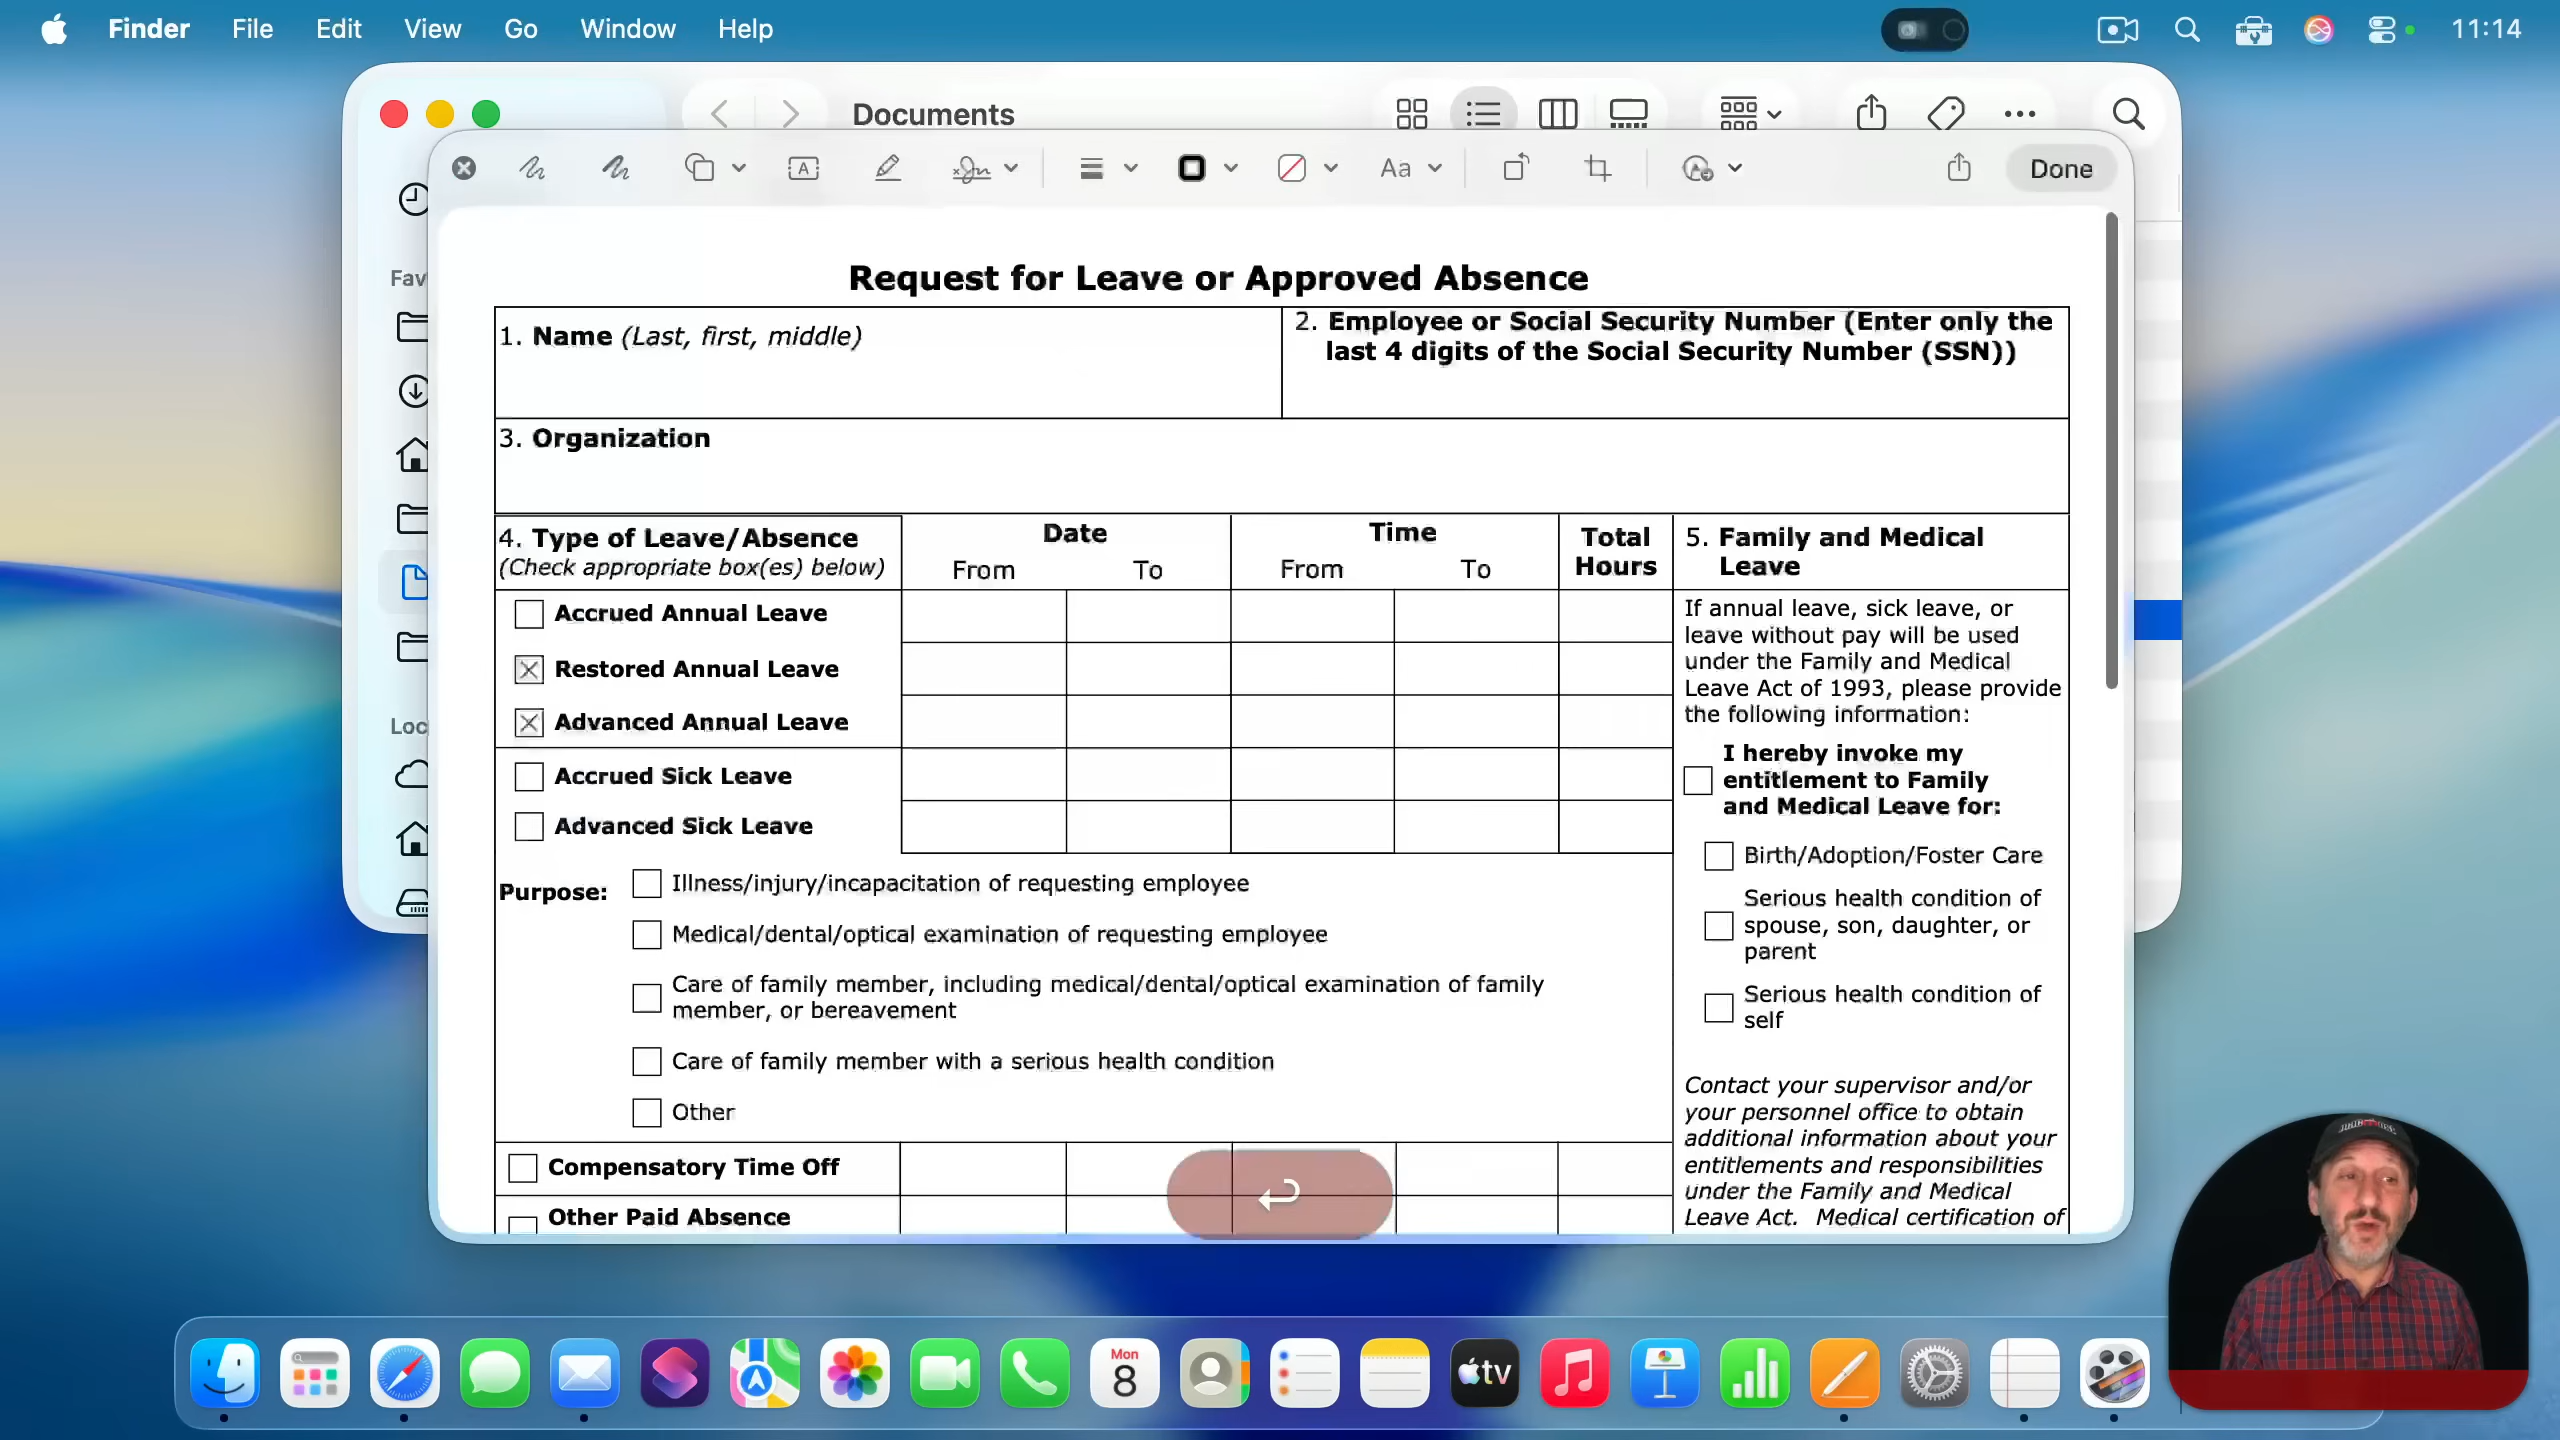 Finder File Edit View Go Window Help 11:14
Documents
Fav
Loc
A Aa Done
Request for Leave or Approved Absence
1. Name (Last, first, middle)
2. Employee or Social Security Number (Enter only the
last 4 digits of the Social Security Number (SSN))
3. Organization
4. Type of Leave/Absence
(Check appropriate box(es) below)
Date
From To
Time
From To
Total
Hours
5. Family and Medical
Leave
Accrued Annual Leave
Restored Annual Leave
Advanced Annual Leave
Accrued Sick Leave
Advanced Sick Leave
Purpose:
Illness/injury/incapacitation of requesting employee
Medical/dental/optical examination of requesting employee
Care of family member, including medical/dental/optical examination of family
member, or bereavement
Care of family member with a serious health condition
Other
Compensatory Time Off
Other Paid Absence
If annual leave, sick leave, or
leave without pay will be used
under the Family and Medical
Leave Act of 1993, please provide
the following information:
I hereby invoke my
entitlement to Family
and Medical Leave for:
Birth/Adoption/Foster Care
Serious health condition of
spouse, son, daughter, or
parent
Serious health condition of
self
Contact your supervisor and/or
your personnel office to obtain
additional information about your
entitlements and responsibilities
under the Family and Medical
Leave Act. Medical certification of
Mon
8
tv